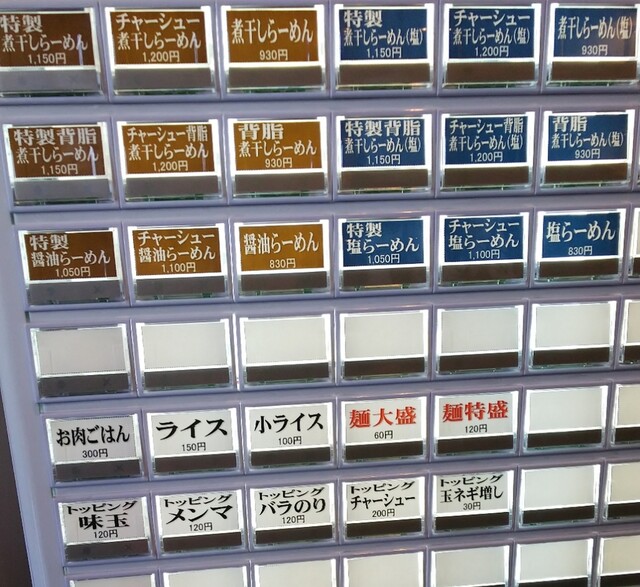 特製
煮干しらーめん
1,150円
チャーシュー
煮干しらーめん
1,200円
煮干しらーめん
930円
特製
煮干しらーめん(塩)
1,150円
チャーシュー
煮干しらーめん(塩)
1,200円
煮干しらーめん(塩)
930円
特製背脂
煮干しらーめん
1,150円
チャーシュー背脂
煮干しらーめん
1,200円
背脂
煮干しらーめん
930円
特製背脂
煮干しらーめん(塩)
1,150円
チャーシュー背脂
煮干しらーめん(塩)
1,200円
背脂
煮干しらーめん(塩)
930円
特製
醤油らーめん
1,050円
チャーシュー
醤油らーめん
1,100円
醤油らーめん
830円
特製
塩らーめん
1,050円
チャーシュー
塩らーめん
1,100円
塩らーめん
830円
お肉ごはん
300円
ライス
150円
小ライス
100円
麺大盛
60円
麺特盛
120円
トッピング
味玉
120円
トッピング
メンマ
120円
トッピング
バラのり
120円
トッピング
チャーシュー
200円
トッピング
玉ネギ増し
30円